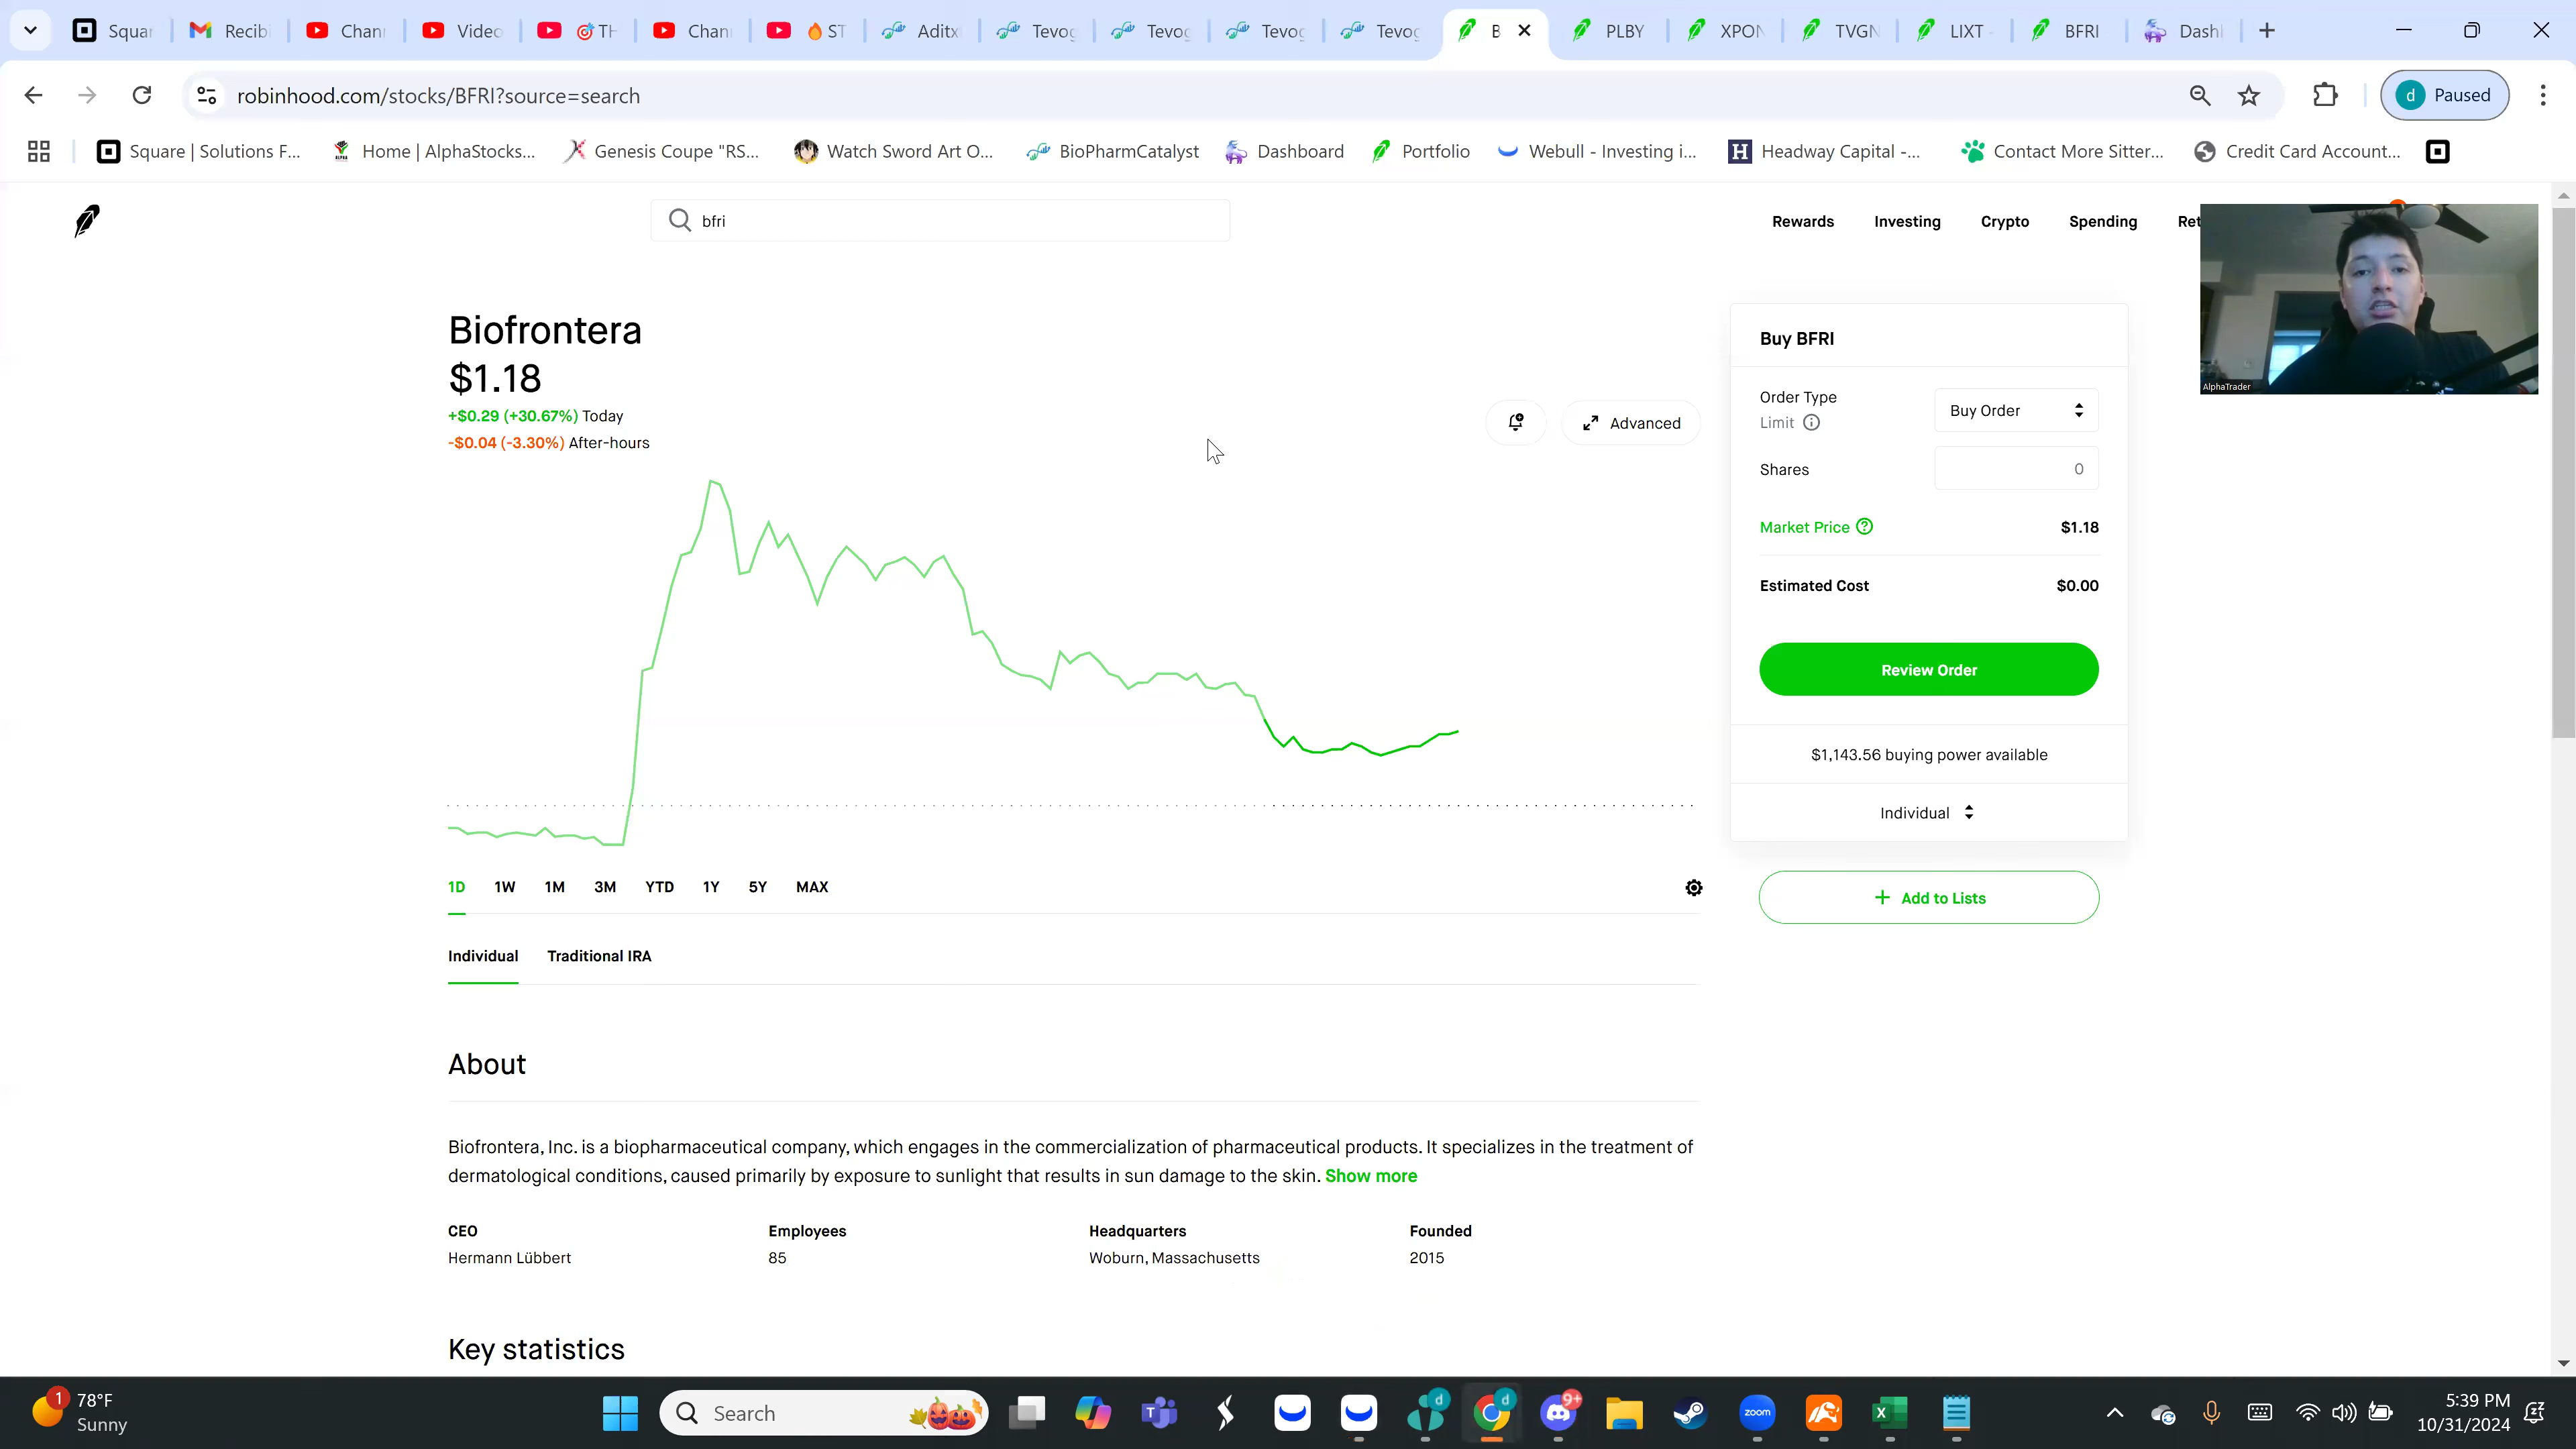 Squar
Recib
Chan
Video
TH
Chan
ST
Aditx
Tevog
Tevog
Tevog
Tevog
B
PLBY
XPON
TVGN
LIXT -
BFRI
Dash
robinhood.com/stocks/BFRI?source=search
d Paused
Square | Solutions F...
Home | AlphaStocks...
Genesis Coupe "RS...
Watch Sword Art O...
BioPharmCatalyst
Dashboard
Portfolio
Webull - Investing i...
H Headway Capital -...
Contact More Sitter...
Credit Card Account...
bfri
Rewards
Investing
Crypto
Spending
Ret
AlphaTrader
Biofrontera
$1.18
+$0.29 (+30.67%) Today
-$0.04 (-3.30%) After-hours
Advanced
Buy BFRI
Order Type
Limit
Buy Order
Shares
0
Market Price
$1.18
Estimated Cost
$0.00
Review Order
$1,143.56 buying power available
Individual
Add to Lists
1D 1W 1M 3M YTD 1Y 5Y MAX
Individual Traditional IRA
About
Biofrontera, Inc. is a biopharmaceutical company, which engages in the commercialization of pharmaceutical products. It specializes in the treatment of
dermatological conditions, caused primarily by exposure to sunlight that results in sun damage to the skin. Show more
CEO
Hermann Lübbert
Employees
85
Headquarters
Woburn, Massachusetts
Founded
2015
Key statistics
1
78°F
Sunny
Search
d
d
9+
zoom
5:39 PM
10/31/2024